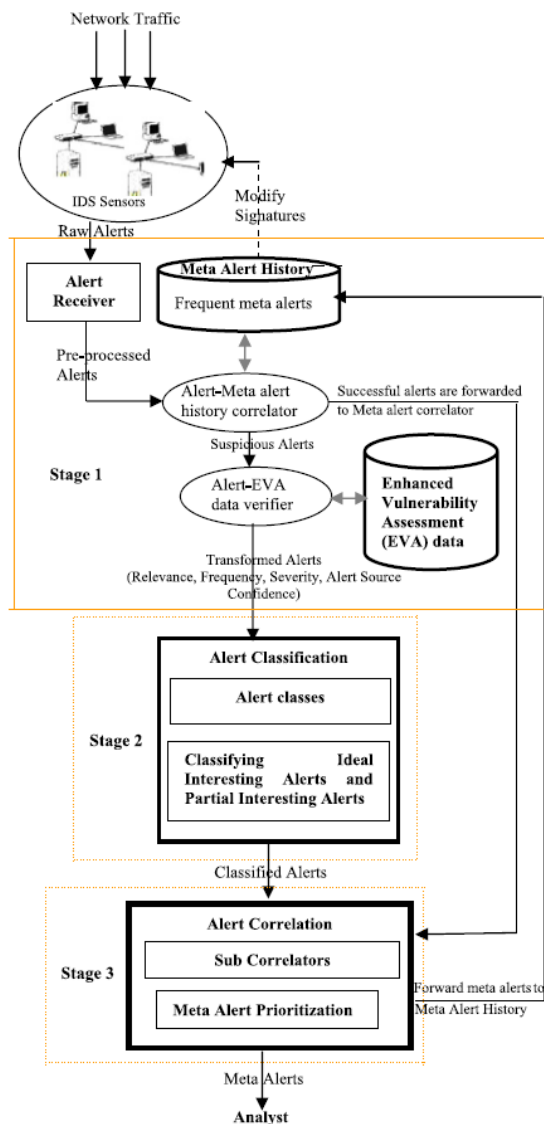 Network Traffic
IDS Sensors
Modify
Signatures
Raw Alerts
Alert
Receiver
Meta Alert History
Frequent meta alerts
Pre-processed
Alerts
Alert–Meta alert
history correlator
Successful alerts are forwarded
to Meta alert correlator
Suspicious Alerts
Stage 1
Alert–EVA
data verifier
Enhanced
Vulnerability
Assessment
(EVA) data
Transformed Alerts
(Relevance, Frequency, Severity, Alert Source
Confidence)
Alert Classification
Alert classes
Stage 2
Classifying Ideal
Interesting Alerts and
Partial Interesting Alerts
Classified Alerts
Alert Correlation
Sub Correlators
Stage 3
Meta Alert Prioritization
Forward meta alerts to
Meta Alert History
Meta Alerts
Analyst